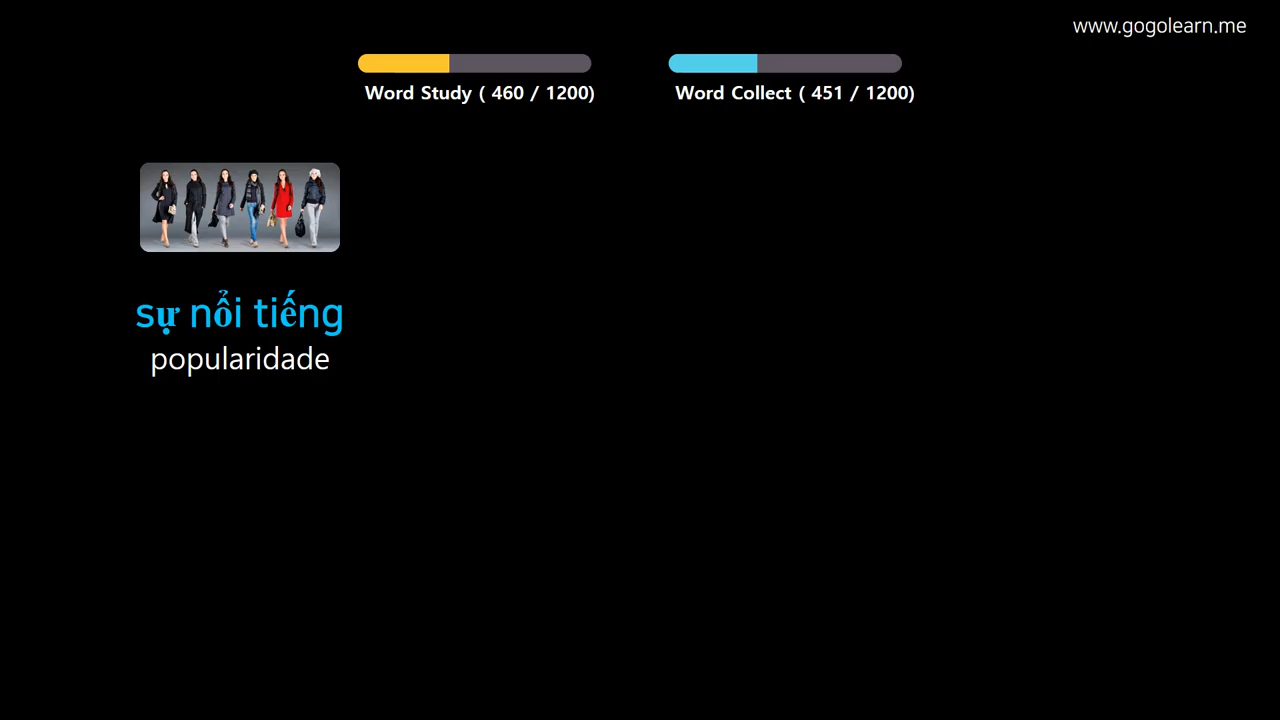 www.gogolearn.me
Word Study ( 460 / 1200)
Word Collect ( 451 / 1200)
sự nổi tiếng
popularidade